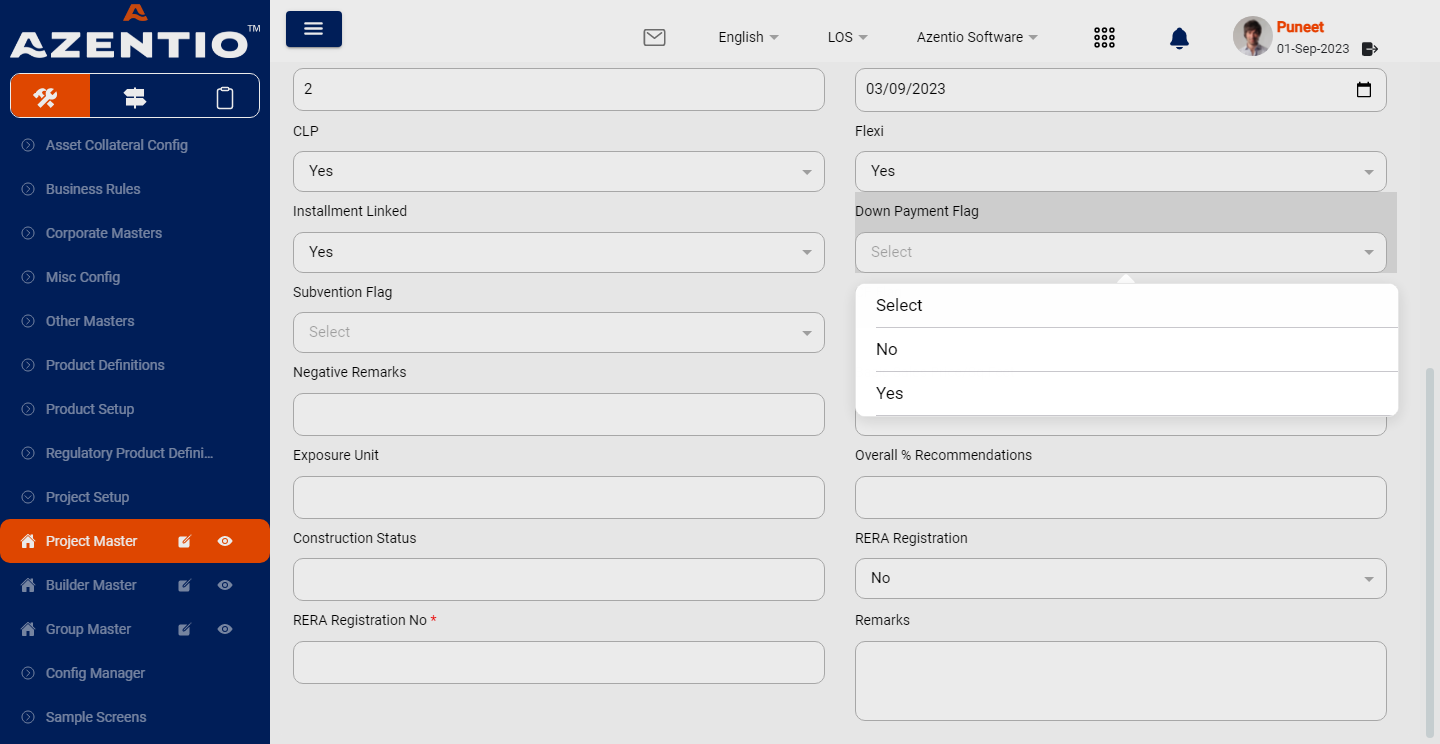 AZENTIO TM
English
LOS
Azentio Software
Puneet
01-Sep-2023
Asset Collateral Config
Business Rules
Corporate Masters
Misc Config
Other Masters
Product Definitions
Product Setup
Regulatory Product Defini...
Project Setup
Project Master
Builder Master
Group Master
Config Manager
Sample Screens
2
03/09/2023
CLP
Flexi
Yes
Yes
Installment Linked
Down Payment Flag
Yes
Select
Subvention Flag
Select
Select
No
Yes
Negative Remarks
Exposure Unit
Overall % Recommendations
Construction Status
RERA Registration
No
RERA Registration No *
Remarks